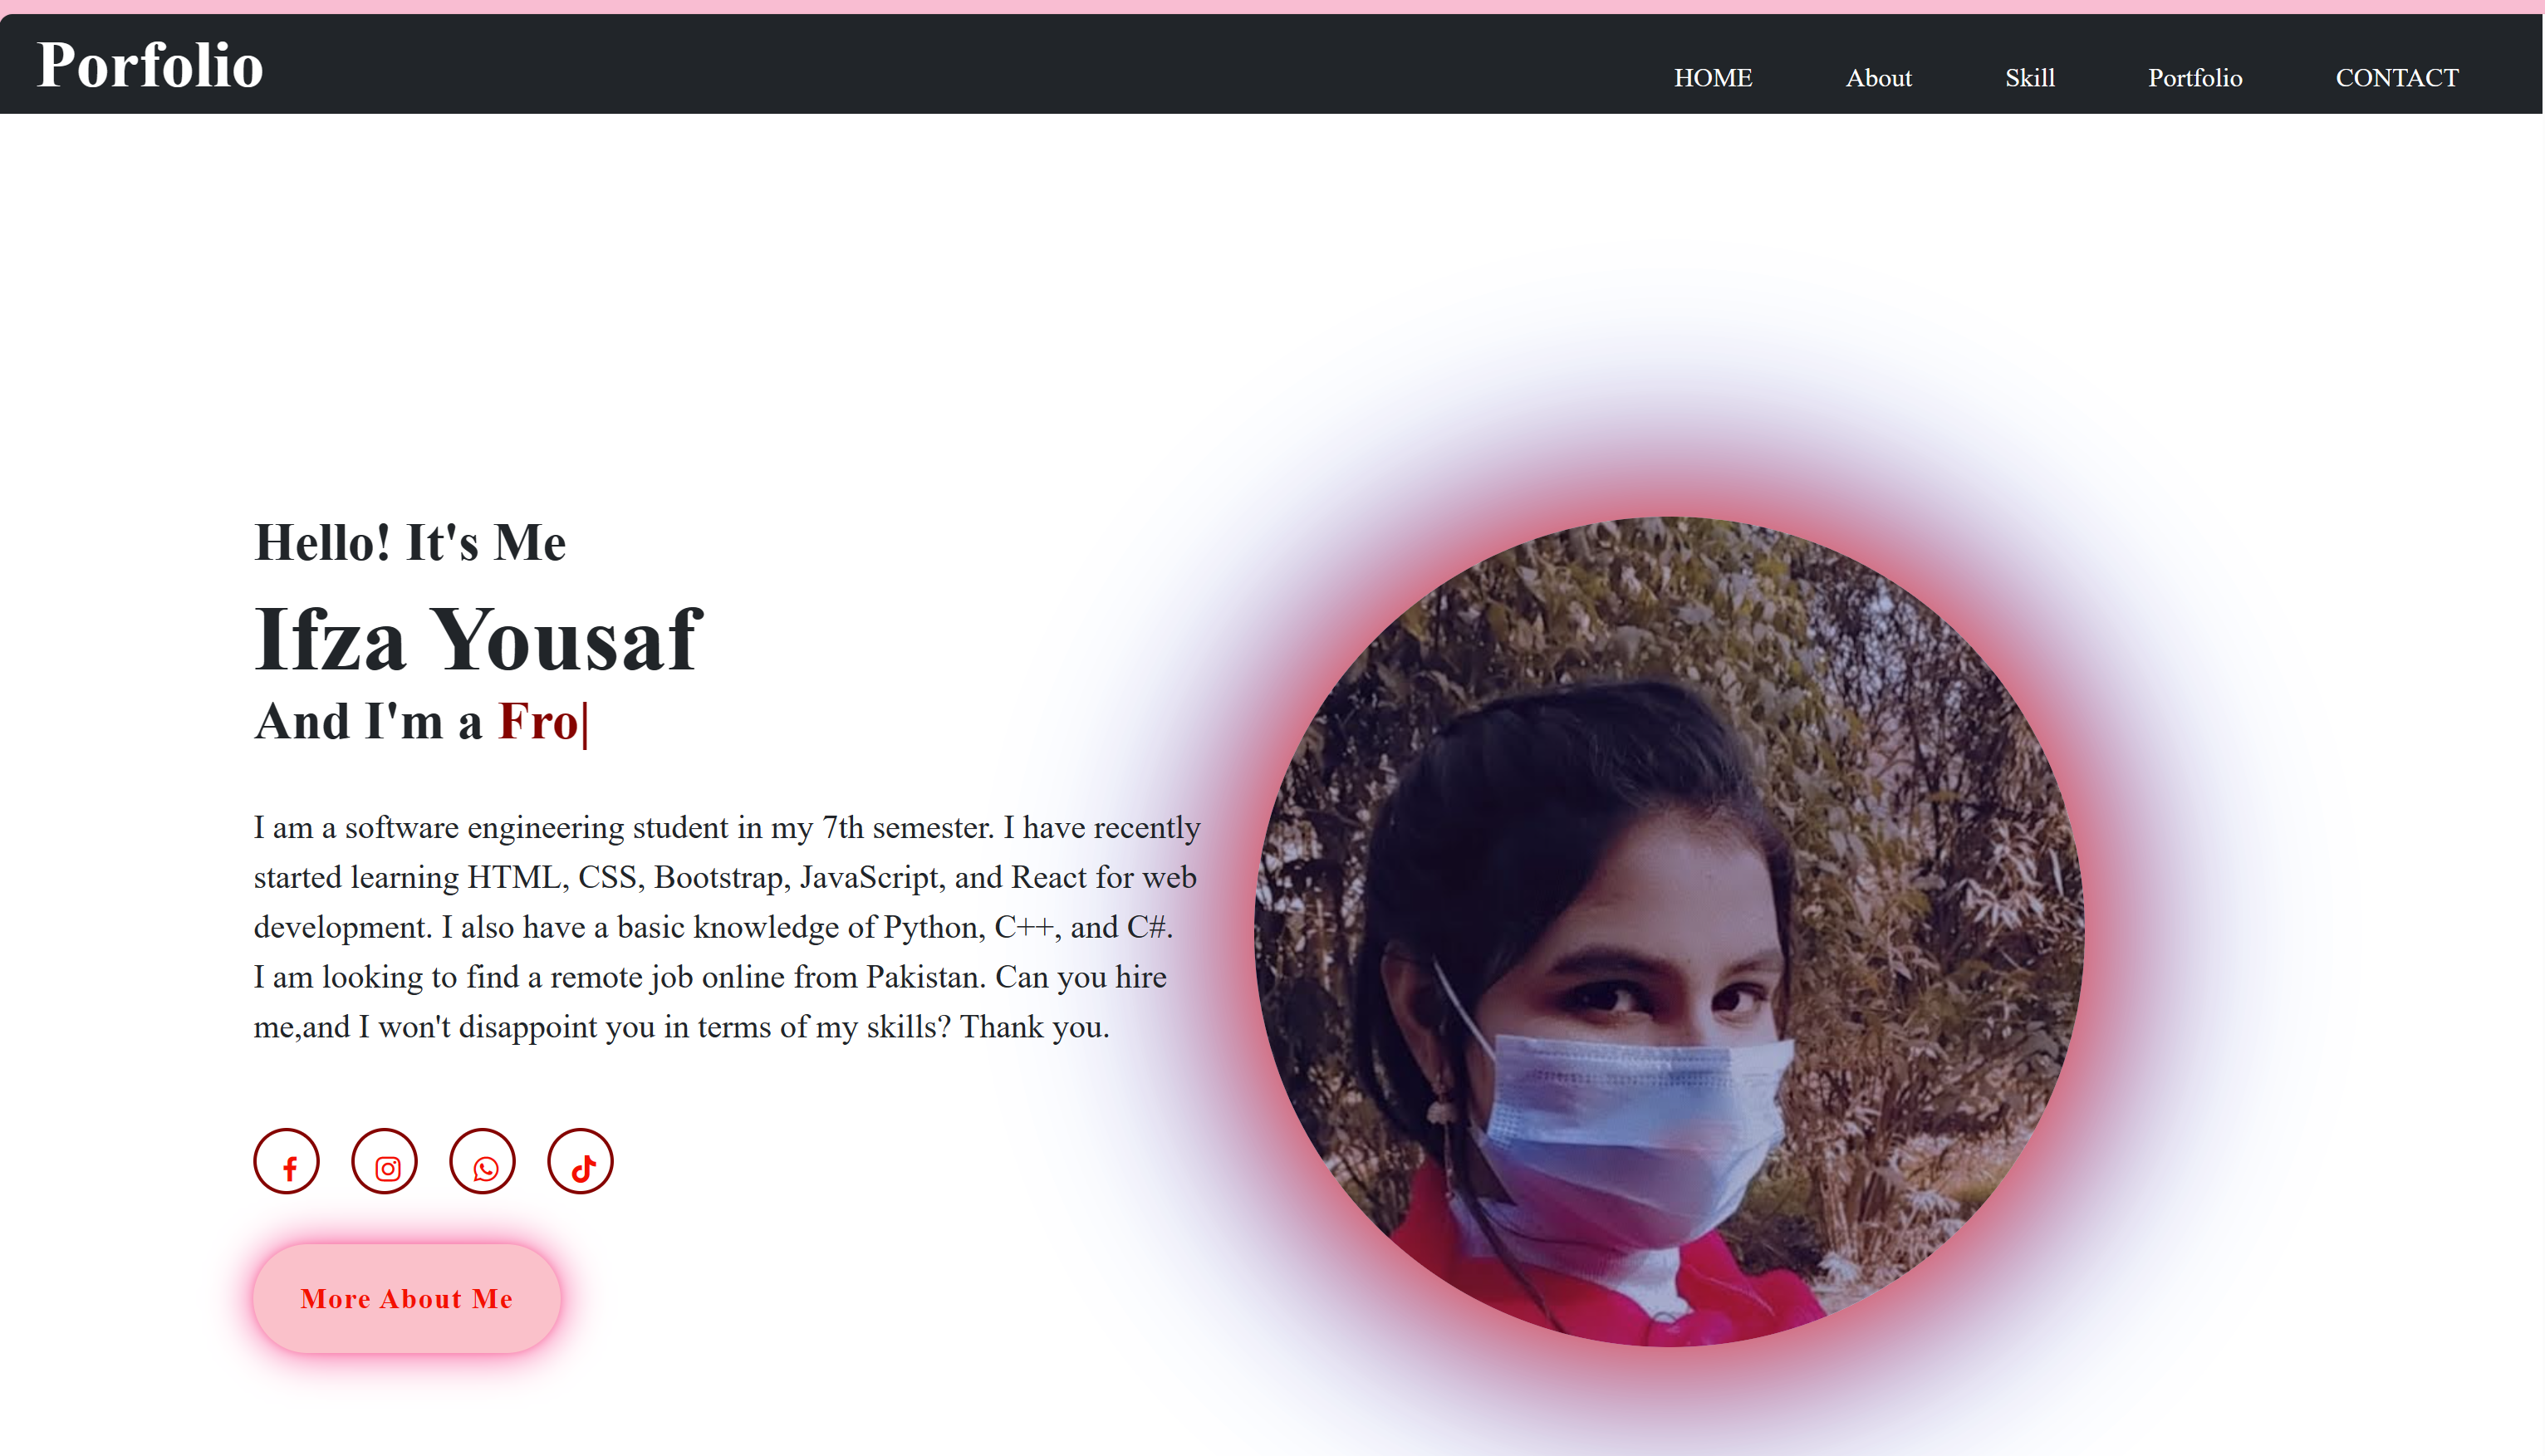 Porfolio
HOME About Skill Portfolio CONTACT
Hello! It's Me
Ifza Yousaf
And I'm a Fro|
I am a software engineering student in my 7th semester. I have recently
started learning HTML, CSS, Bootstrap, JavaScript, and React for web
development. I also have a basic knowledge of Python, C++, and C#.
I am looking to find a remote job online from Pakistan. Can you hire
me,and I won't disappoint you in terms of my skills? Thank you.
More About Me